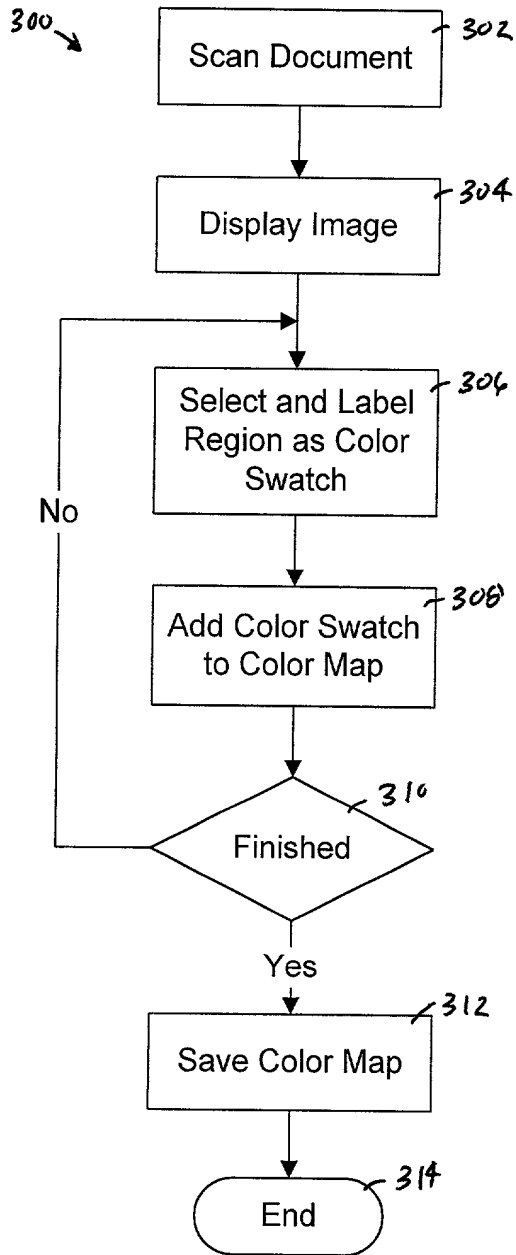 300
302
Scan Document
304
Display Image
306
Select and Label
Region as Color
Swatch
No
308
Add Color Swatch
to Color Map
310
Finished
Yes
312
Save Color Map
314
End